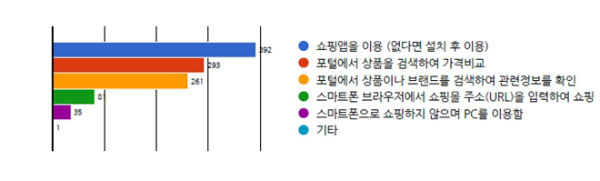 392
293
261
81
35
1
쇼핑앱을 이용 (없다면 설치 후 이용)
포털에서 상품을 검색하여 가격비교
포털에서 상품이나 브랜드를 검색하여 관련정보를 확인
스마트폰 브라우저에서 쇼핑몰 주소(URL)을 입력하여 쇼핑
스마트폰으로 쇼핑하지 않으며 PC를 이용함
기타